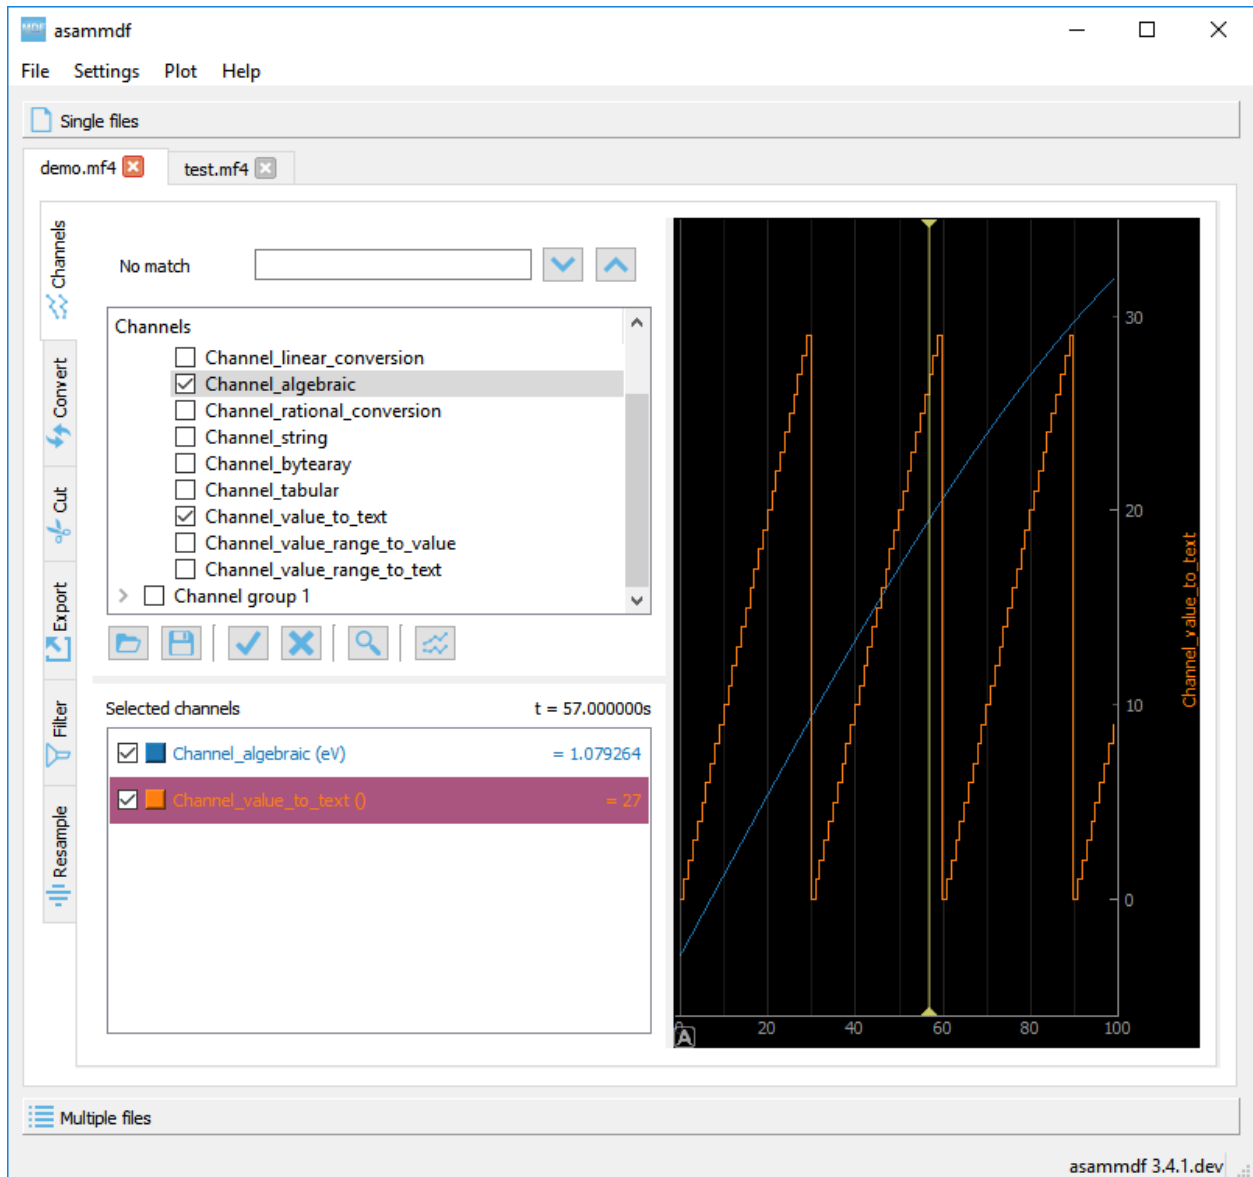 MDF asammdf
File Settings Plot Help
Single files
demo.mf4 test.mf4
Channels
Convert
Cut
Export
Filter
Resample
No match
Channels
Channel_linear_conversion
Channel_algebraic
Channel_rational_conversion
Channel_string
Channel_bytearay
Channel_tabular
Channel_value_to_text
Channel_value_range_to_value
Channel_value_range_to_text
Channel group 1
Selected channels t = 57.000000s
Channel_algebraic (eV) = 1.079264
Channel_value_to_text () = 27
30
20
10
0
Channel_value_to_text
A
20 40 60 80 100
Multiple files
asammdf 3.4.1.dev